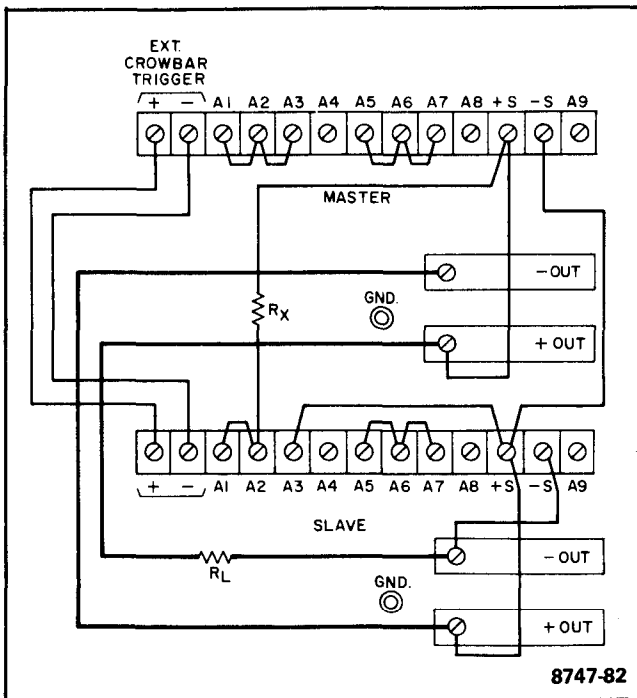 EXT.
CROWBAR
TRIGGER
+ - A1 A2 A3 A4 A5 A6 A7 A8 +S -S A9
MASTER
-OUT
RX
GND.
+OUT
+ - A1 A2 A3 A4 A5 A6 A7 A8 +S -S A9
SLAVE
-OUT
RL
GND.
+OUT
8747-82